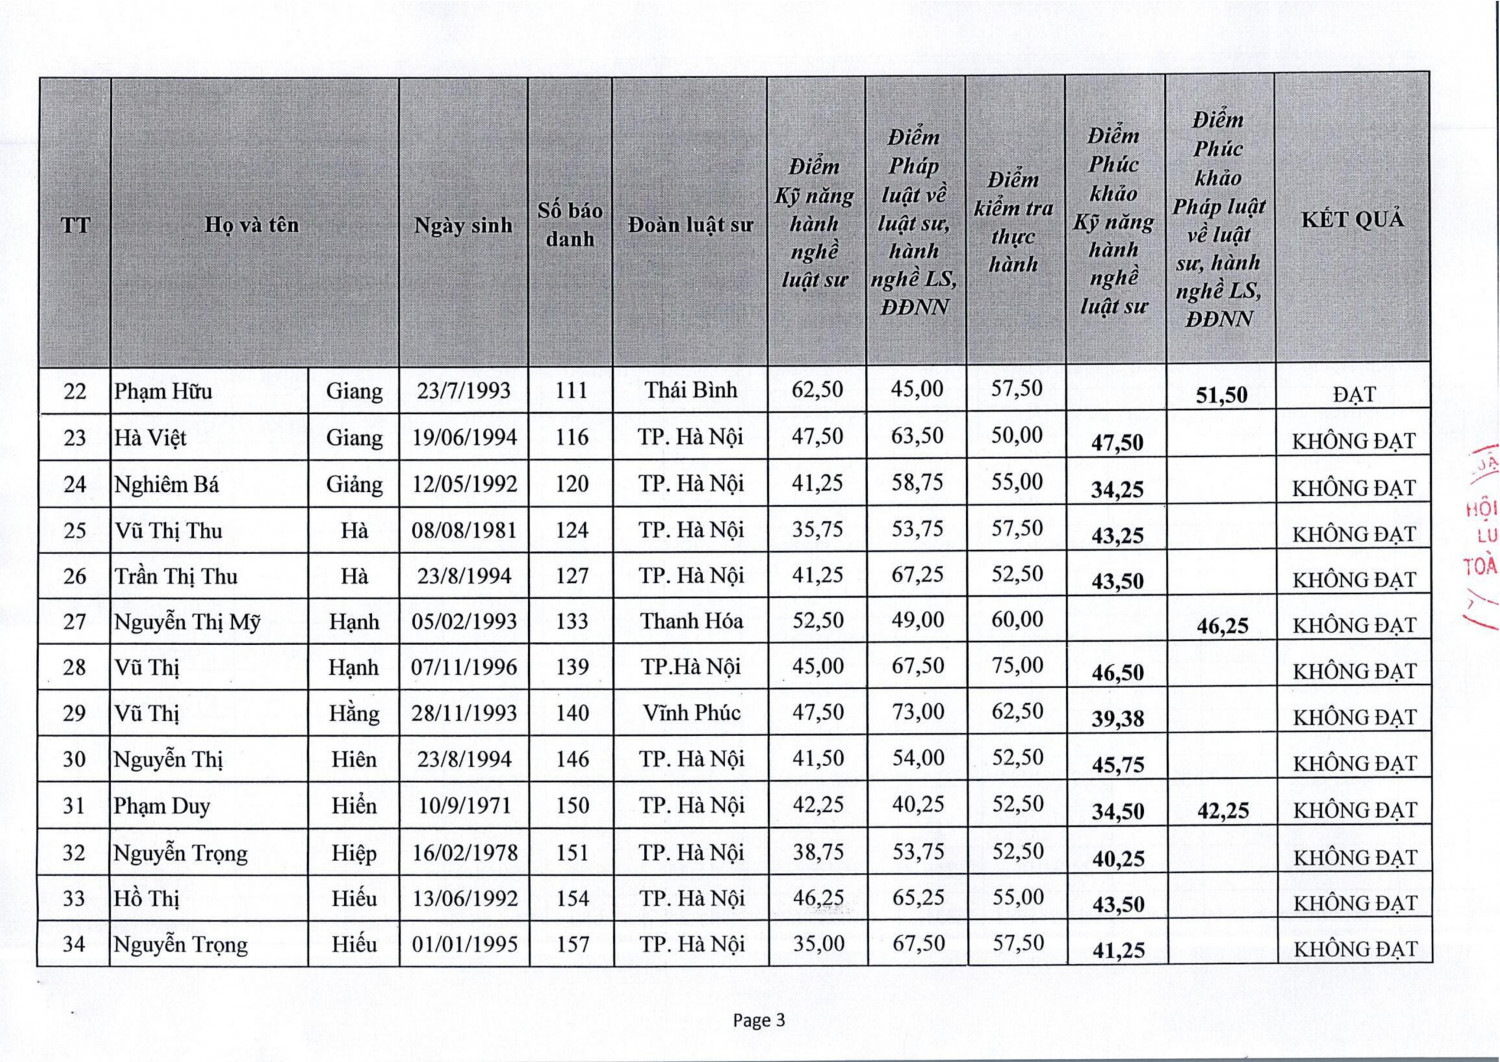 TT | Họ và tên | Ngày sinh | Số báo danh | Đoàn luật sư | Điểm Kỹ năng hành nghề luật sư | Điểm Pháp luật về luật sư, hành nghề LS, ĐĐNN | Điểm kiểm tra thực hành | Điểm Phúc khảo Kỹ năng hành nghề luật sư | Điểm Phúc khảo Pháp luật về luật sư, hành nghề LS, ĐĐNN | KẾT QUẢ
22 Phạm Hữu Giang 23/7/1993 111 Thái Bình 62,50 45,00 57,50 51,50 ĐẠT
23 Hà Việt Giang 19/06/1994 116 TP. Hà Nội 47,50 63,50 50,00 47,50 KHÔNG ĐẠT
24 Nghiêm Bá Giảng 12/05/1992 120 TP. Hà Nội 41,25 58,75 55,00 34,25 KHÔNG ĐẠT
25 Vũ Thị Thu Hà 08/08/1981 124 TP. Hà Nội 35,75 53,75 57,50 43,25 KHÔNG ĐẠT
26 Trần Thị Thu Hà 23/8/1994 127 TP. Hà Nội 41,25 67,25 52,50 43,50 KHÔNG ĐẠT
27 Nguyễn Thị Mỹ Hạnh 05/02/1993 133 Thanh Hóa 52,50 49,00 60,00 46,25 KHÔNG ĐẠT
28 Vũ Thị Hạnh 07/11/1996 139 TP.Hà Nội 45,00 67,50 75,00 46,50 KHÔNG ĐẠT
29 Vũ Thị Hằng 28/11/1993 140 Vĩnh Phúc 47,50 73,00 62,50 39,38 KHÔNG ĐẠT
30 Nguyễn Thị Hiên 23/8/1994 146 TP. Hà Nội 41,50 54,00 52,50 45,75 KHÔNG ĐẠT
31 Phạm Duy Hiển 10/9/1971 150 TP. Hà Nội 42,25 40,25 52,50 34,50 42,25 KHÔNG ĐẠT
32 Nguyễn Trọng Hiệp 16/02/1978 151 TP. Hà Nội 38,75 53,75 52,50 40,25 KHÔNG ĐẠT
33 Hồ Thị Hiếu 13/06/1992 154 TP. Hà Nội 46,25 65,25 55,00 43,50 KHÔNG ĐẠT
34 Nguyễn Trọng Hiếu 01/01/1995 157 TP. Hà Nội 35,00 67,50 57,50 41,25 KHÔNG ĐẠT
HỘI
LU
TOÀ
Page 3